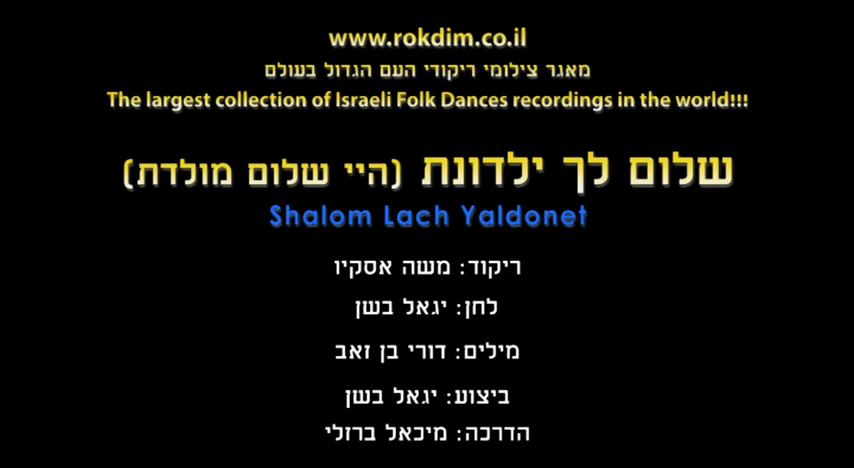 www.rokdim.co.il
מאגר צילומי ריקודי העם הגדול בעולם
The largest collection of Israeli Folk Dances recordings in the world!!!
שלום לך ילדונת (היי שלום מולדת)
Shalom Lach Yaldonet
ריקוד: משה אסקיו
לחן: יגאל בשן
מילים: דורי בן זאב
ביצוע: יגאל בשן
הדרכה: מיכאל ברזלי